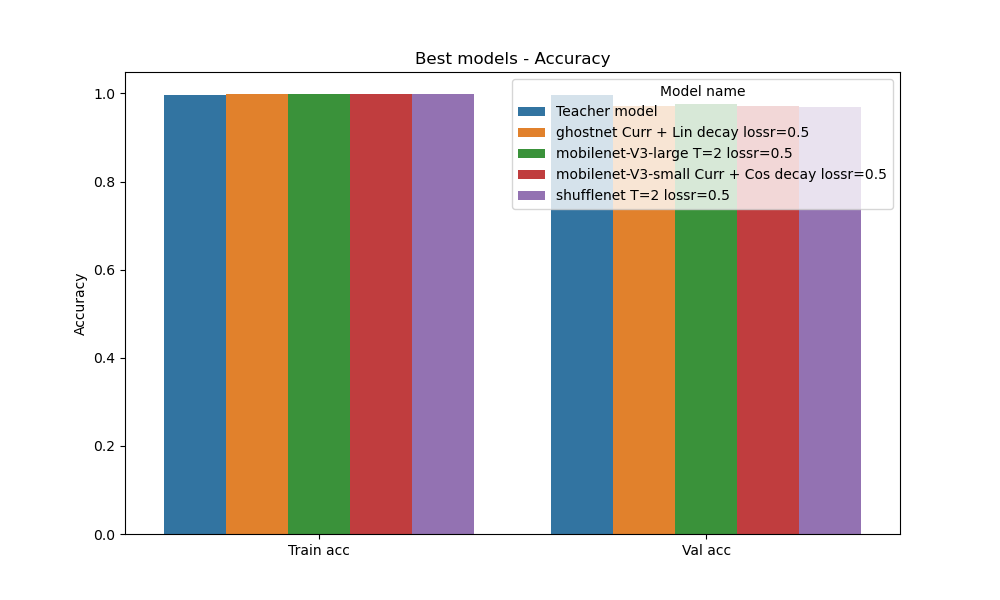 Best models - Accuracy
Accuracy
1.0
0.8
0.6
0.4
0.2
0.0
Train acc
Val acc
Model name
Teacher model
ghostnet Curr + Lin decay lossr=0.5
mobilenet-V3-large T=2 lossr=0.5
mobilenet-V3-small Curr + Cos decay lossr=0.5
shufflenet T=2 lossr=0.5